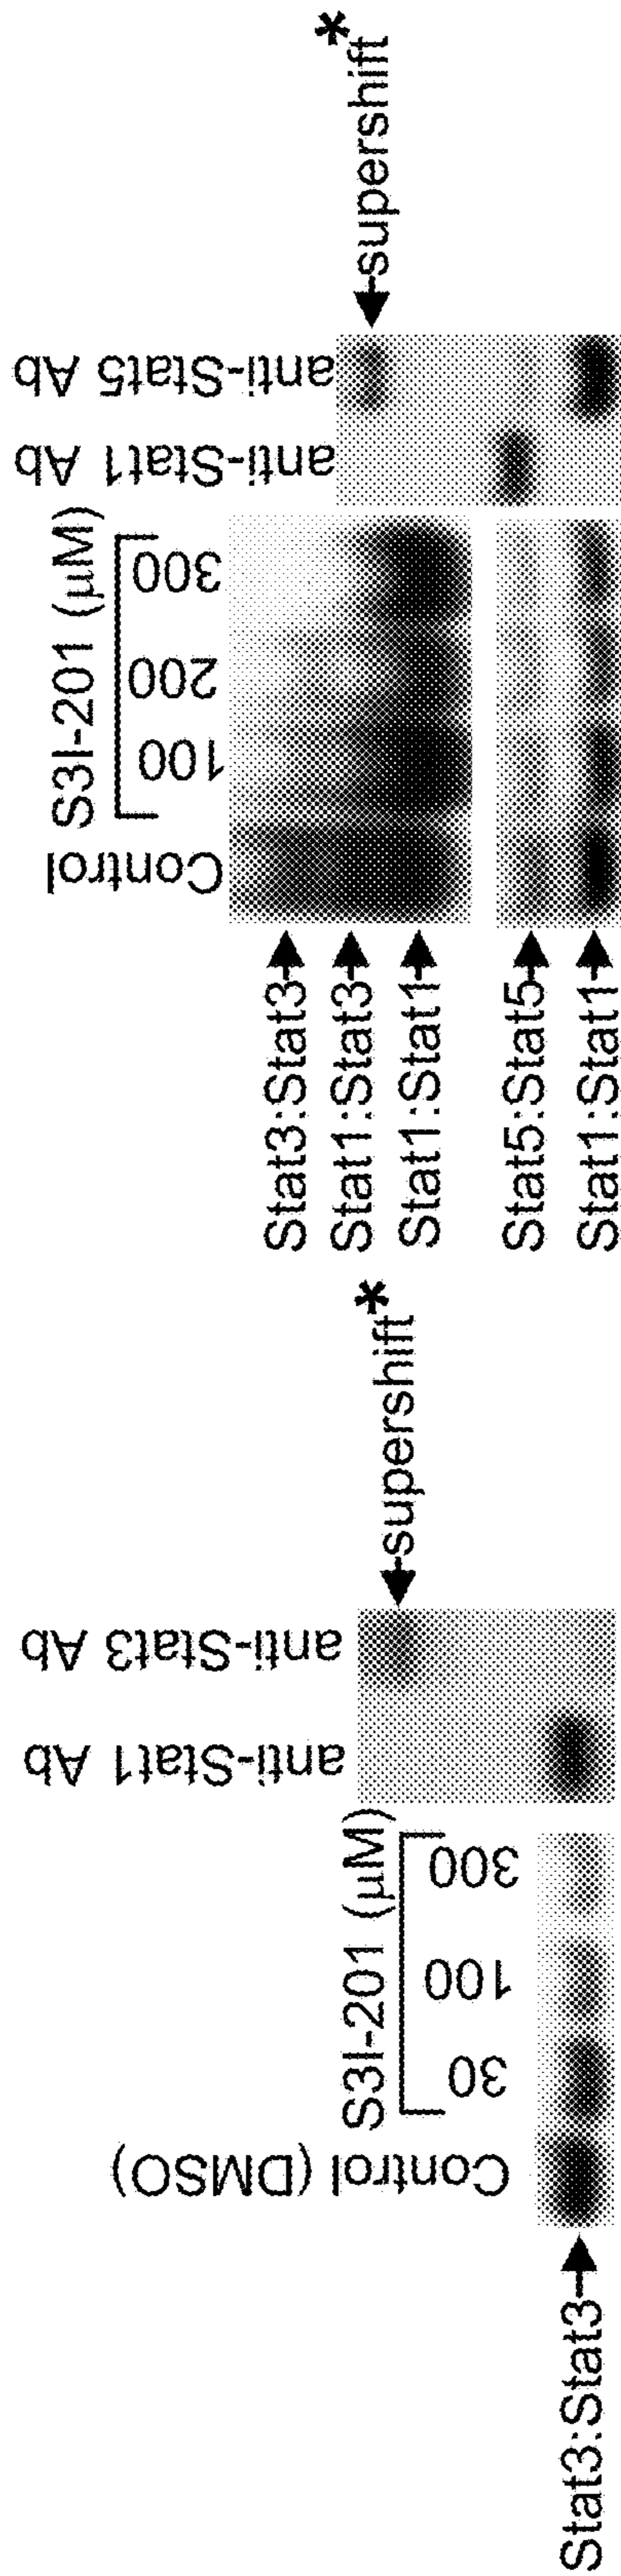 Control (DMSO)
S3I-201 (µM)
30 100 300
anti-Stat1 Ab
anti-Stat3 Ab
supershift*
Stat3:Stat3
Control
S3I-201 (µM)
100 200 300
anti-Stat1 Ab
anti-Stat5 Ab
supershift*
Stat3:Stat3
Stat1:Stat3
Stat1:Stat1
Stat5:Stat5
Stat1:Stat1